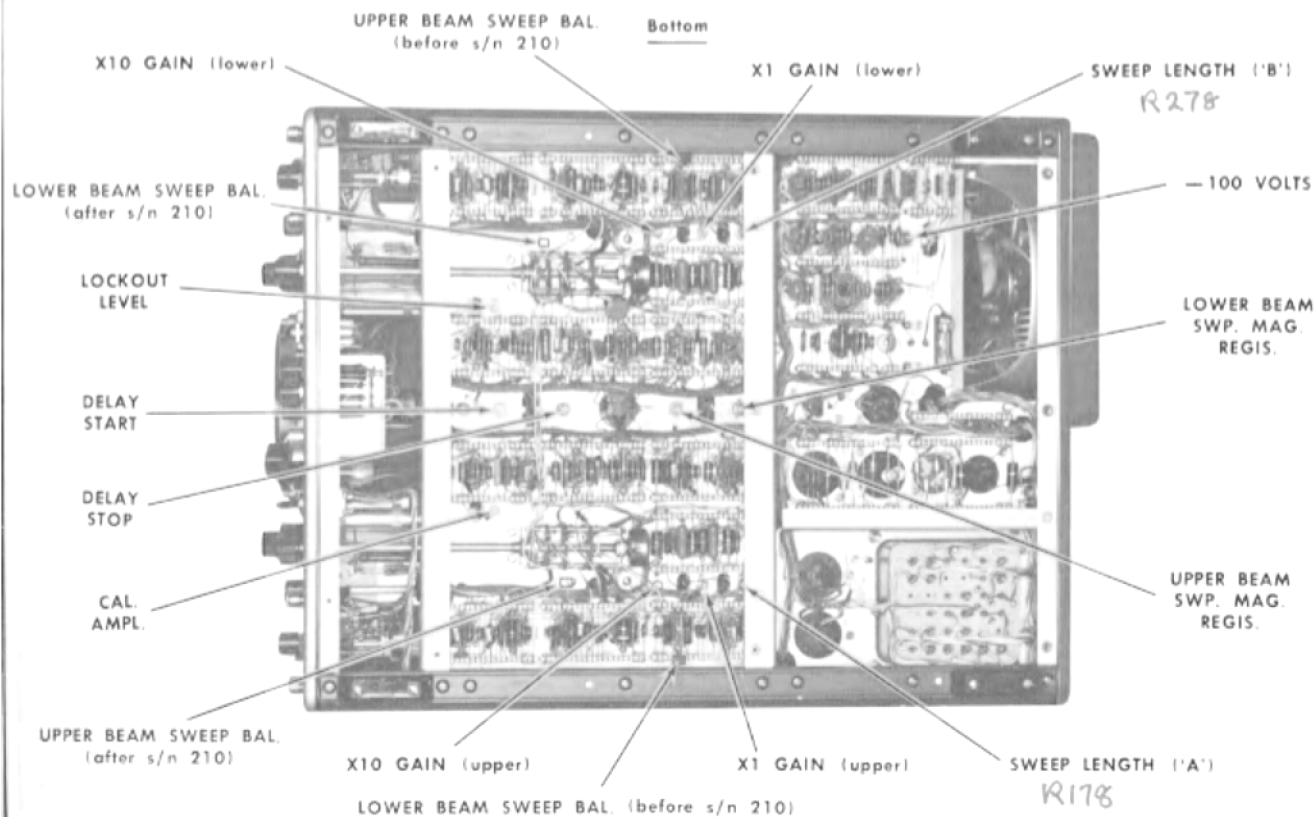 UPPER BEAM SWEEP BAL.
(before s/n 210)
Bottom
X10 GAIN (lower)
X1 GAIN (lower)
SWEEP LENGTH ('B')
R278
LOWER BEAM SWEEP BAL.
(after s/n 210)
—100 VOLTS
LOCKOUT
LEVEL
LOWER BEAM
SWP. MAG.
REGIS.
DELAY
START
DELAY
STOP
UPPER BEAM
SWP. MAG.
REGIS.
CAL.
AMPL.
UPPER BEAM SWEEP BAL.
(after s/n 210)
X10 GAIN (upper)
X1 GAIN (upper)
SWEEP LENGTH ('A')
R178
LOWER BEAM SWEEP BAL. (before s/n 210)